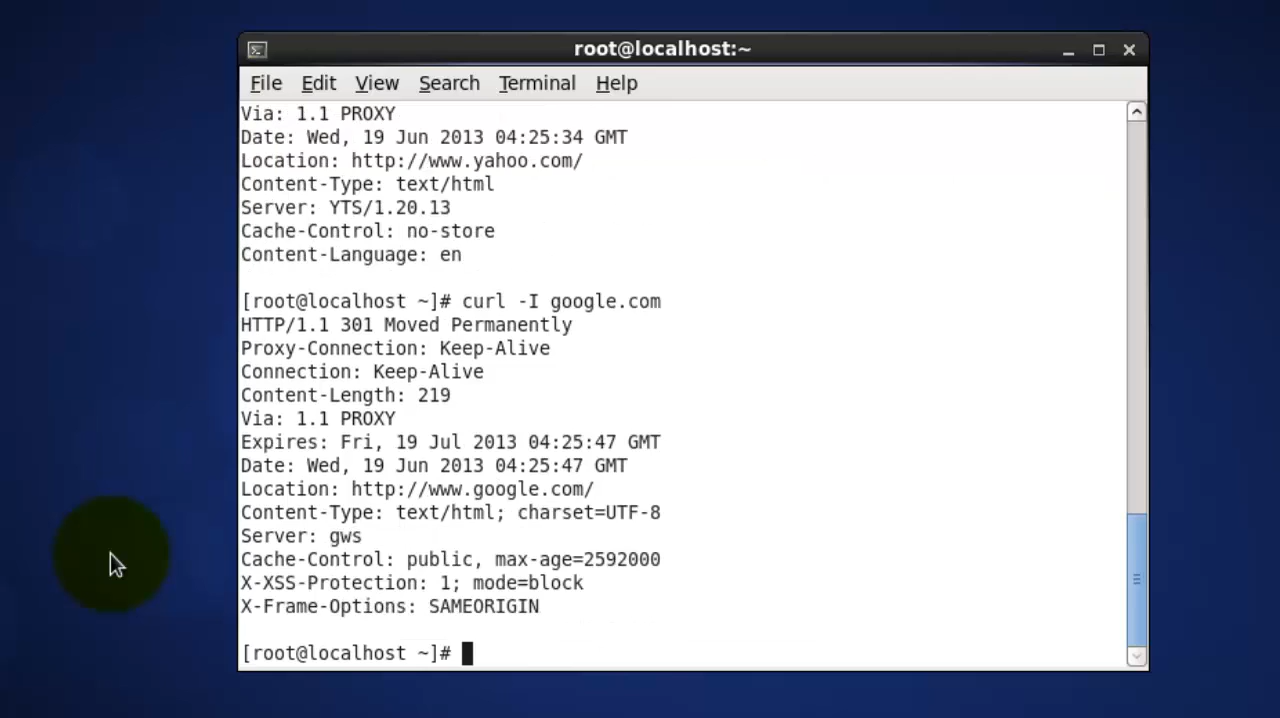 root@localhost:~
File Edit View Search Terminal Help
Via: 1.1 PROXY
Date: Wed, 19 Jun 2013 04:25:34 GMT
Location: http://www.yahoo.com/
Content-Type: text/html
Server: YTS/1.20.13
Cache-Control: no-store
Content-Language: en
[root@localhost ~]# curl -I google.com
HTTP/1.1 301 Moved Permanently
Proxy-Connection: Keep-Alive
Connection: Keep-Alive
Content-Length: 219
Via: 1.1 PROXY
Expires: Fri, 19 Jul 2013 04:25:47 GMT
Date: Wed, 19 Jun 2013 04:25:47 GMT
Location: http://www.google.com/
Content-Type: text/html; charset=UTF-8
Server: gws
Cache-Control: public, max-age=2592000
X-XSS-Protection: 1; mode=block
X-Frame-Options: SAMEORIGIN
[root@localhost ~]#